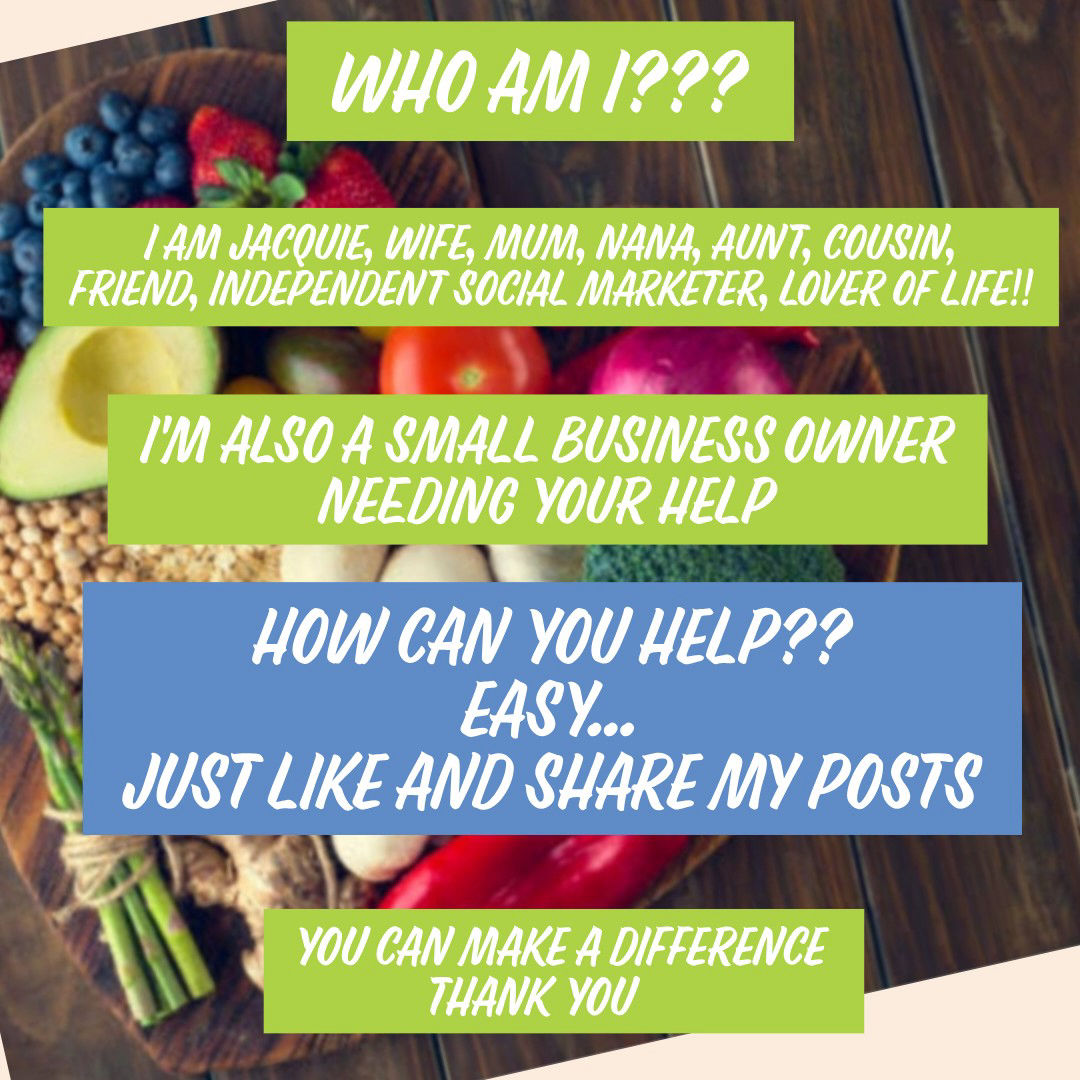 WHO AM I???
I AM JACQUIE, WIFE, MUM, NANA, AUNT, COUSIN,
FRIEND, INDEPENDENT SOCIAL MARKETER, LOVER OF LIFE!!
I'M ALSO A SMALL BUSINESS OWNER
NEEDING YOUR HELP
HOW CAN YOU HELP??
EASY...
JUST LIKE AND SHARE MY POSTS
YOU CAN MAKE A DIFFERENCE
THANK YOU